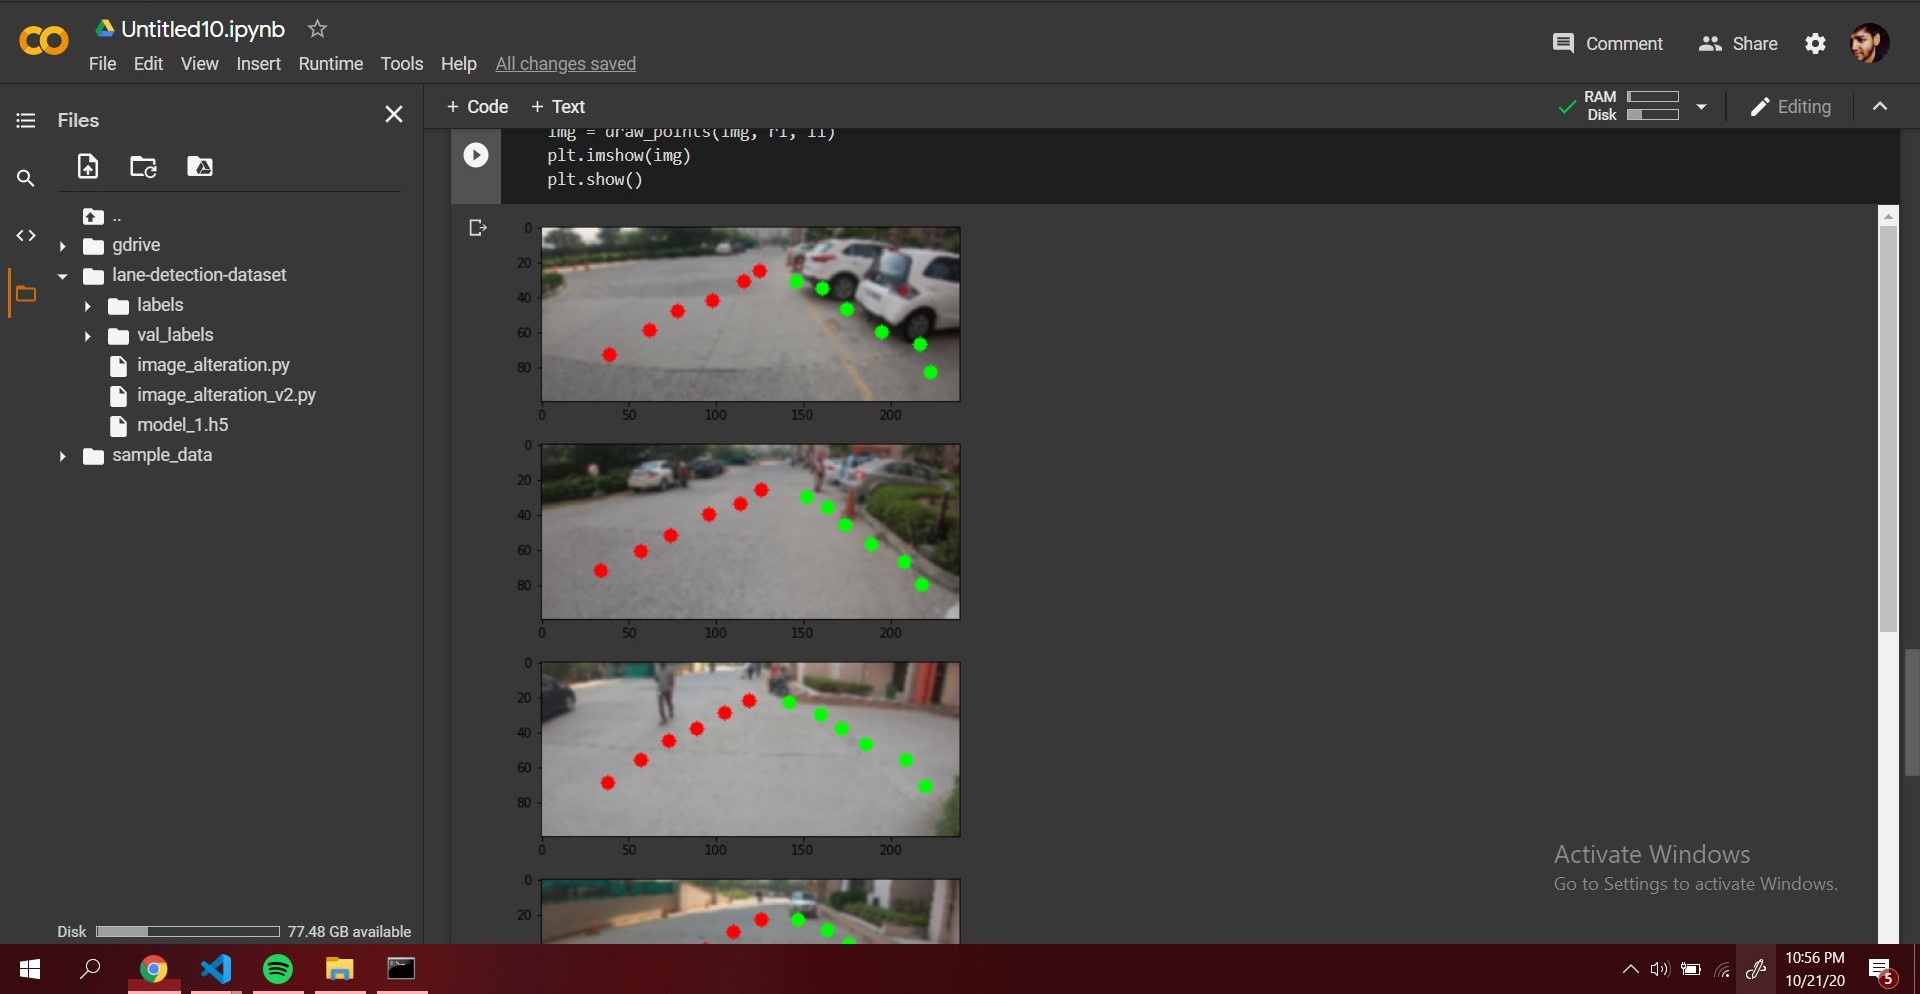 Untitled10.ipynb
File Edit View Insert Runtime Tools Help All changes saved
Comment Share
Files
+ Code + Text
RAM
Disk
Editing
img = draw_points(img, rl, ll)
plt.imshow(img)
plt.show()
..
gdrive
lane-detection-dataset
labels
val_labels
image_alteration.py
image_alteration_v2.py
model_1.h5
sample_data
0
20
40
60
80
0 50 100 150 200
0
20
40
60
80
0 50 100 150 200
0
20
40
60
80
0 50 100 150 200
0
20
Activate Windows
Go to Settings to activate Windows.
Disk 77.48 GB available
10:56 PM
10/21/20
5